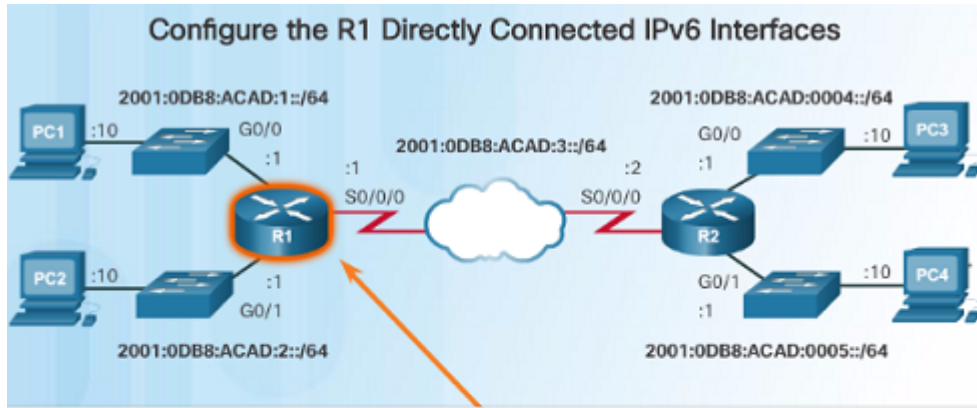 Configure the R1 Directly Connected IPv6 Interfaces
2001:0DB8:ACAD:1::/64
2001:0DB8:ACAD:0004::/64
PC1
:10
G0/0
:1
2001:0DB8:ACAD:3::/64
G0/0
:1
:10
PC3
:1
S0/0/0
:2
S0/0/0
R1
R2
PC2
:10
:1
G0/1
G0/1
:1
:10
PC4
2001:0DB8:ACAD:2::/64
2001:0DB8:ACAD:0005::/64